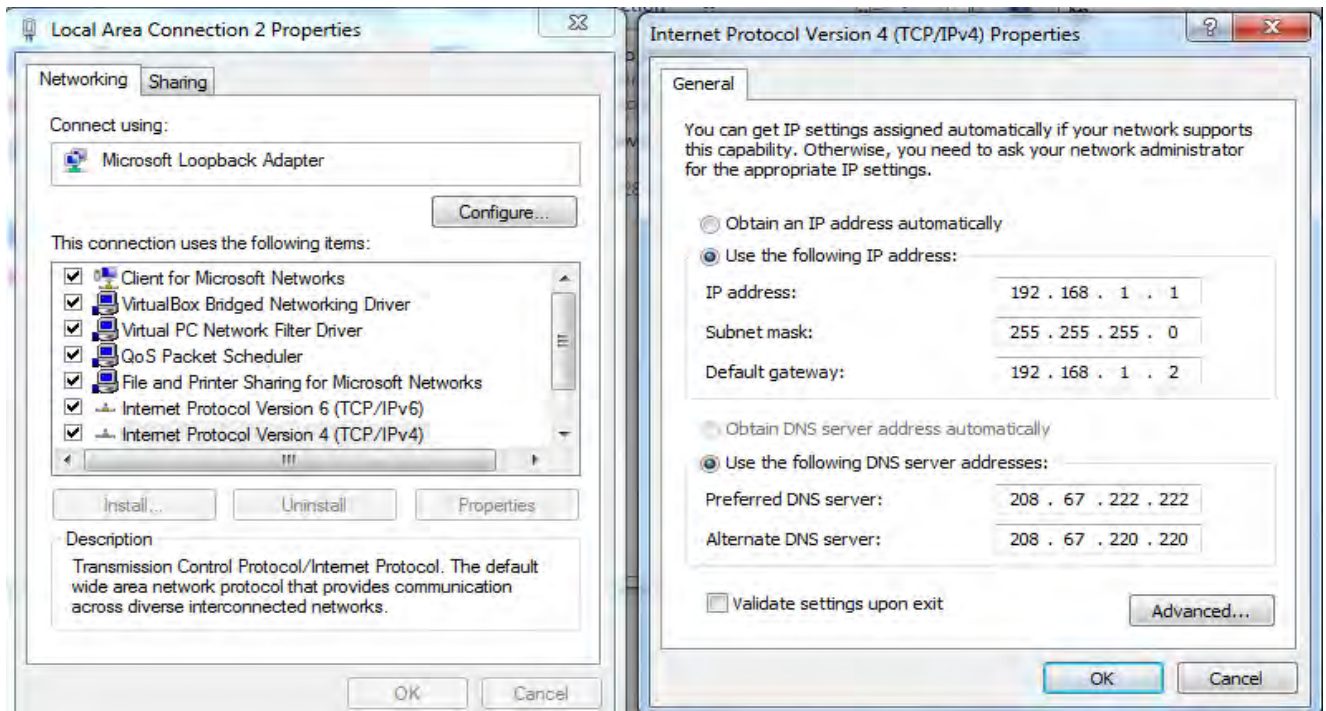 Local Area Connection 2 Properties
Networking
Sharing
Connect using:
Microsoft Loopback Adapter
Configure...
This connection uses the following items:
Client for Microsoft Networks
VirtualBox Bridged Networking Driver
Virtual PC Network Filter Driver
QoS Packet Scheduler
File and Printer Sharing for Microsoft Networks
Internet Protocol Version 6 (TCP/IPv6)
Internet Protocol Version 4 (TCP/IPv4)
Install... Uninstall Properties
Description
Transmission Control Protocol/Internet Protocol. The default
wide area network protocol that provides communication
across diverse interconnected networks.
OK Cancel
Internet Protocol Version 4 (TCP/IPv4) Properties
General
You can get IP settings assigned automatically if your network supports
this capability. Otherwise, you need to ask your network administrator
for the appropriate IP settings.
Obtain an IP address automatically
Use the following IP address:
IP address: 192 . 168 . 1 . 1
Subnet mask: 255 . 255 . 255 . 0
Default gateway: 192 . 168 . 1 . 2
Obtain DNS server address automatically
Use the following DNS server addresses:
Preferred DNS server: 208 . 67 . 222 . 222
Alternate DNS server: 208 . 67 . 220 . 220
Validate settings upon exit
Advanced...
OK Cancel